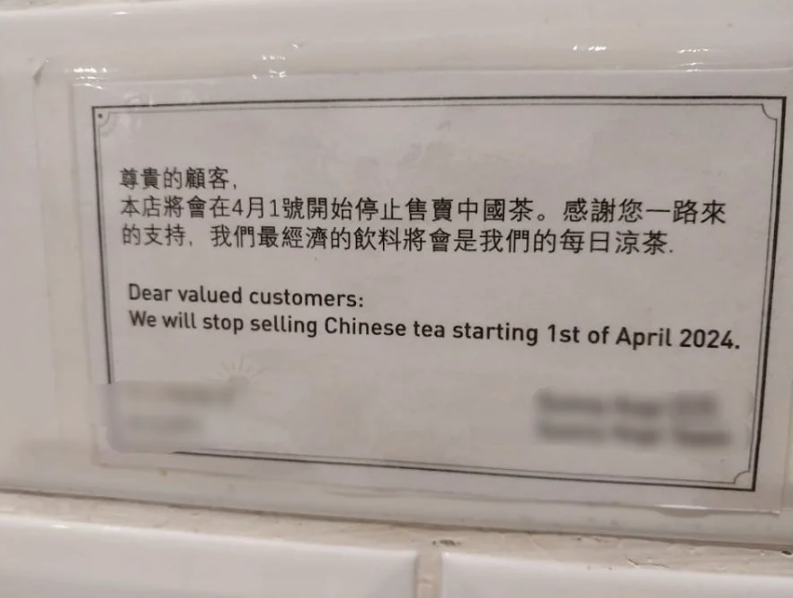 尊貴的顧客,
本店將會在4月1號開始停止售賣中國茶。感謝您一路來
的支持, 我們最經濟的飲料將會是我們的每日涼茶.
Dear valued customers:
We will stop selling Chinese tea starting 1st of April 2024.